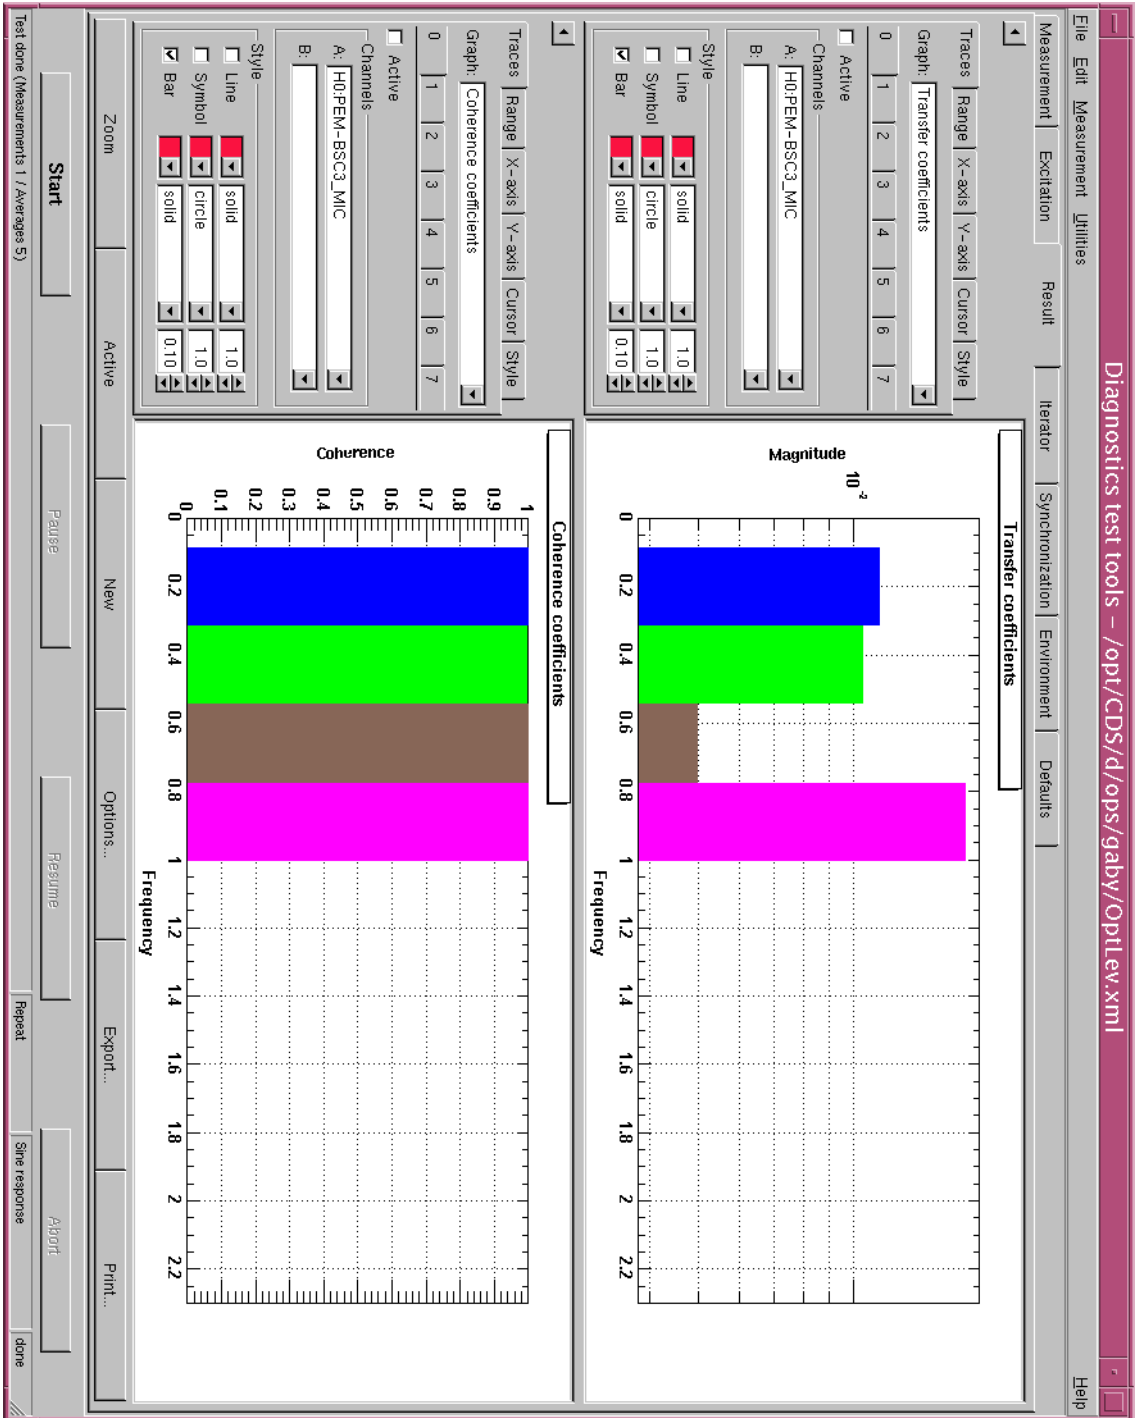 Diagnostics test tools - /opt/CDS/d/ops/gaby/OptLev.xml
File Edit Measurement Utilities Help
Measurement Excitation Result Iterator Synchronization Environment Defaults
Traces Range X-axis Y-axis Cursor Style
Graph: Transfer coefficients
0 1 2 3 4 5 6 7
Active
Channels
A: H0:PEM-BSC3_MIC
B:
Style
Line solid 1.0
Symbol circle 1.0
Bar solid 0.10
Transfer coefficients
Magnitude
10^-2
0 0.2 0.4 0.6 0.8 1 1.2 1.4 1.6 1.8 2 2.2
Frequency
Traces Range X-axis Y-axis Cursor Style
Graph: Coherence coefficients
0 1 2 3 4 5 6 7
Active
Channels
A: H0:PEM-BSC3_MIC
B:
Style
Line solid 1.0
Symbol circle 1.0
Bar solid 0.10
Coherence coefficients
Coherence
1
0.9
0.8
0.7
0.6
0.5
0.4
0.3
0.2
0.1
0
0 0.2 0.4 0.6 0.8 1 1.2 1.4 1.6 1.8 2 2.2
Frequency
Zoom Active New Options... Export... Print...
Start Pause Resume Abort
Test done (Measurements 1 / Averages 5) Repeat Sine response done